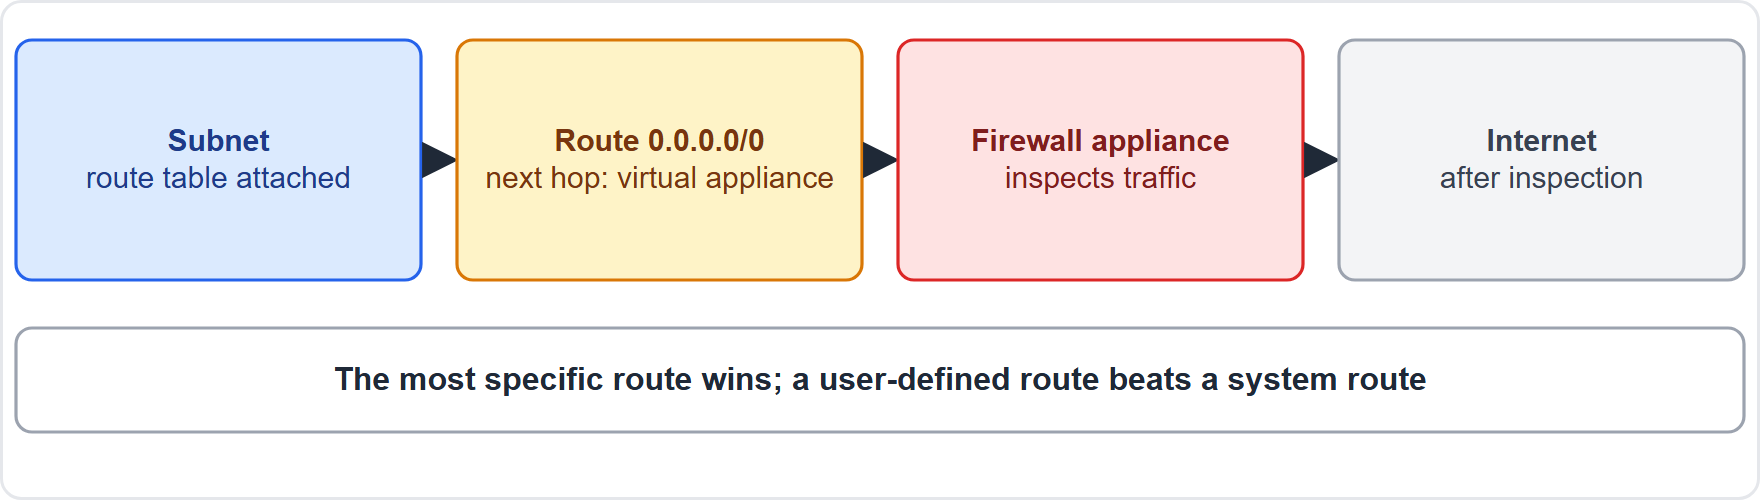 Subnet
route table attached
Route 0.0.0.0/0
next hop: virtual appliance
Firewall appliance
inspects traffic
Internet
after inspection
The most specific route wins; a user-defined route beats a system route